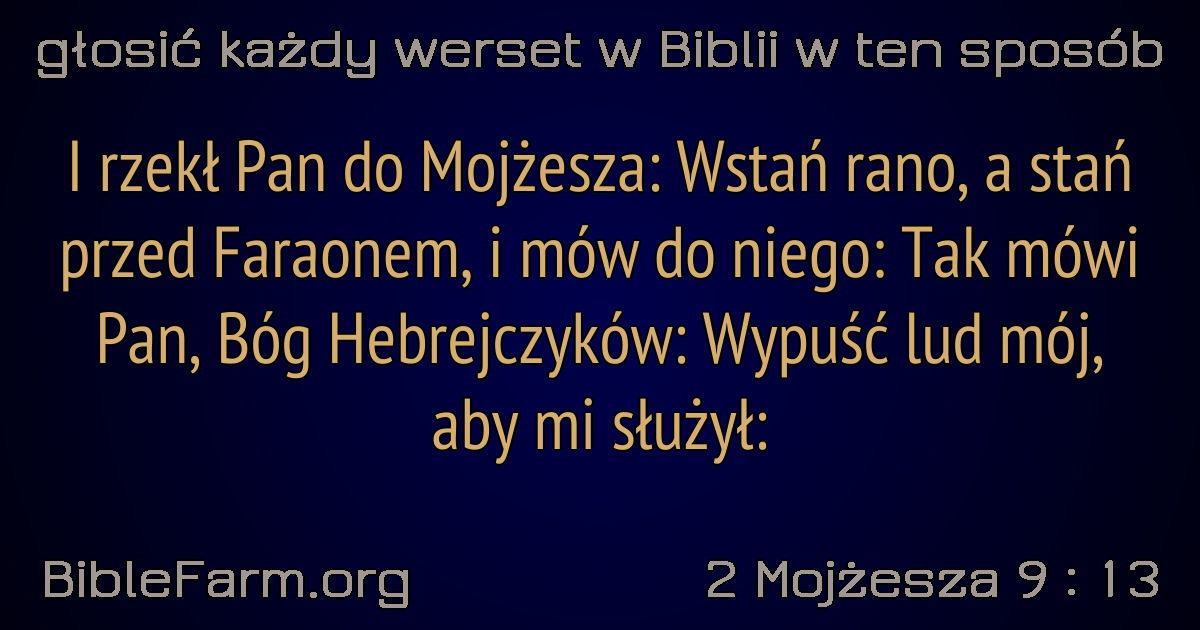 głosić każdy werset w Biblii w ten sposób
I rzekł Pan do Mojżesza: Wstań rano, a stań
przed Faraonem, i mów do niego: Tak mówi
Pan, Bóg Hebrejczyków: Wypuść lud mój,
aby mi służył:
BibleFarm.org
2 Mojżesza 9 : 13